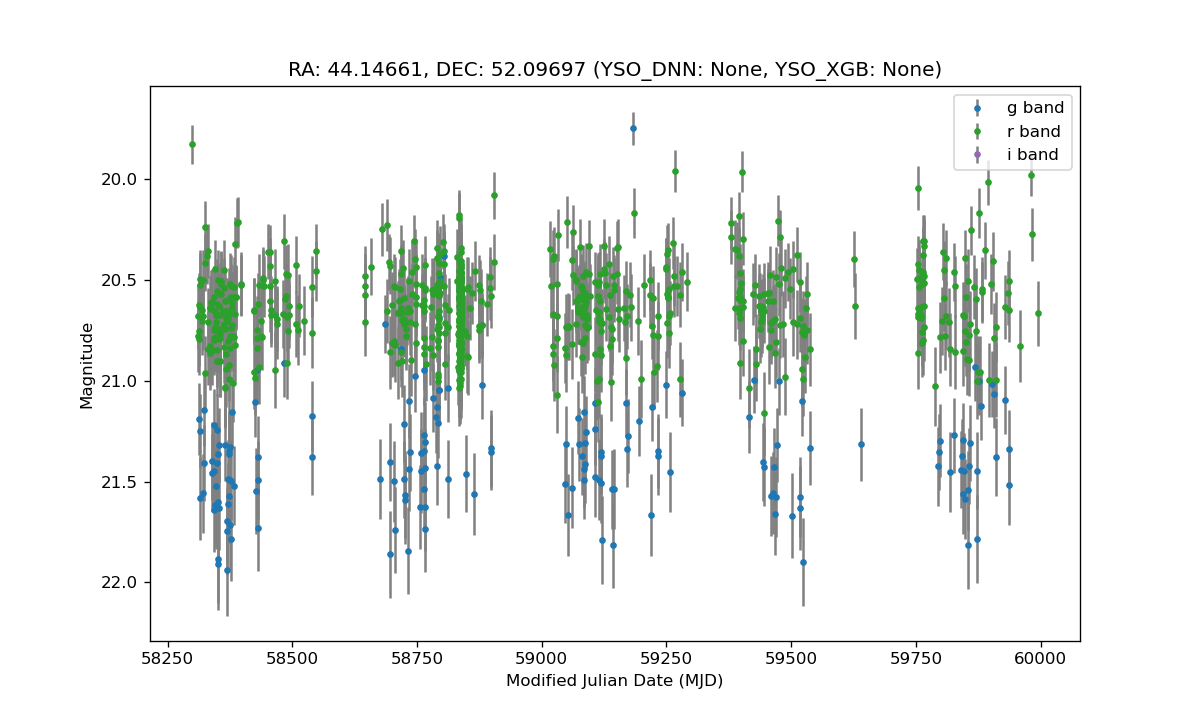 RA: 44.14661, DEC: 52.09697 (YSO_DNN: None, YSO_XGB: None)
g band
r band
i band
20.0
20.5
21.0
21.5
22.0
Magnitude
58250 58500 58750 59000 59250 59500 59750 60000
Modified Julian Date (MJD)